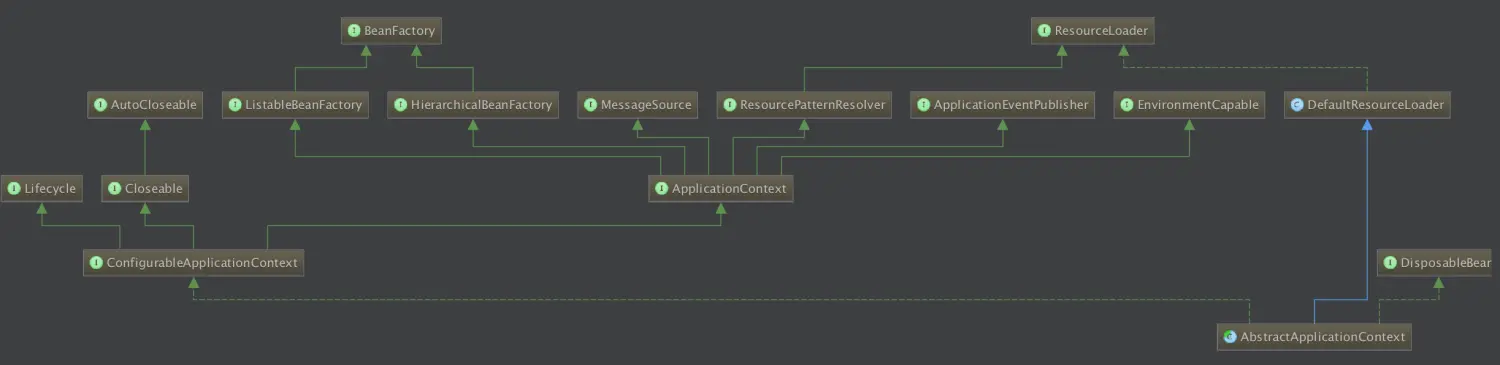 BeanFactory
ResourceLoader
AutoCloseable
ListableBeanFactory
HierarchicalBeanFactory
MessageSource
ResourcePatternResolver
ApplicationEventPublisher
EnvironmentCapable
DefaultResourceLoader
Lifecycle
Closeable
ApplicationContext
ConfigurableApplicationContext
DisposableBean
AbstractApplicationContext